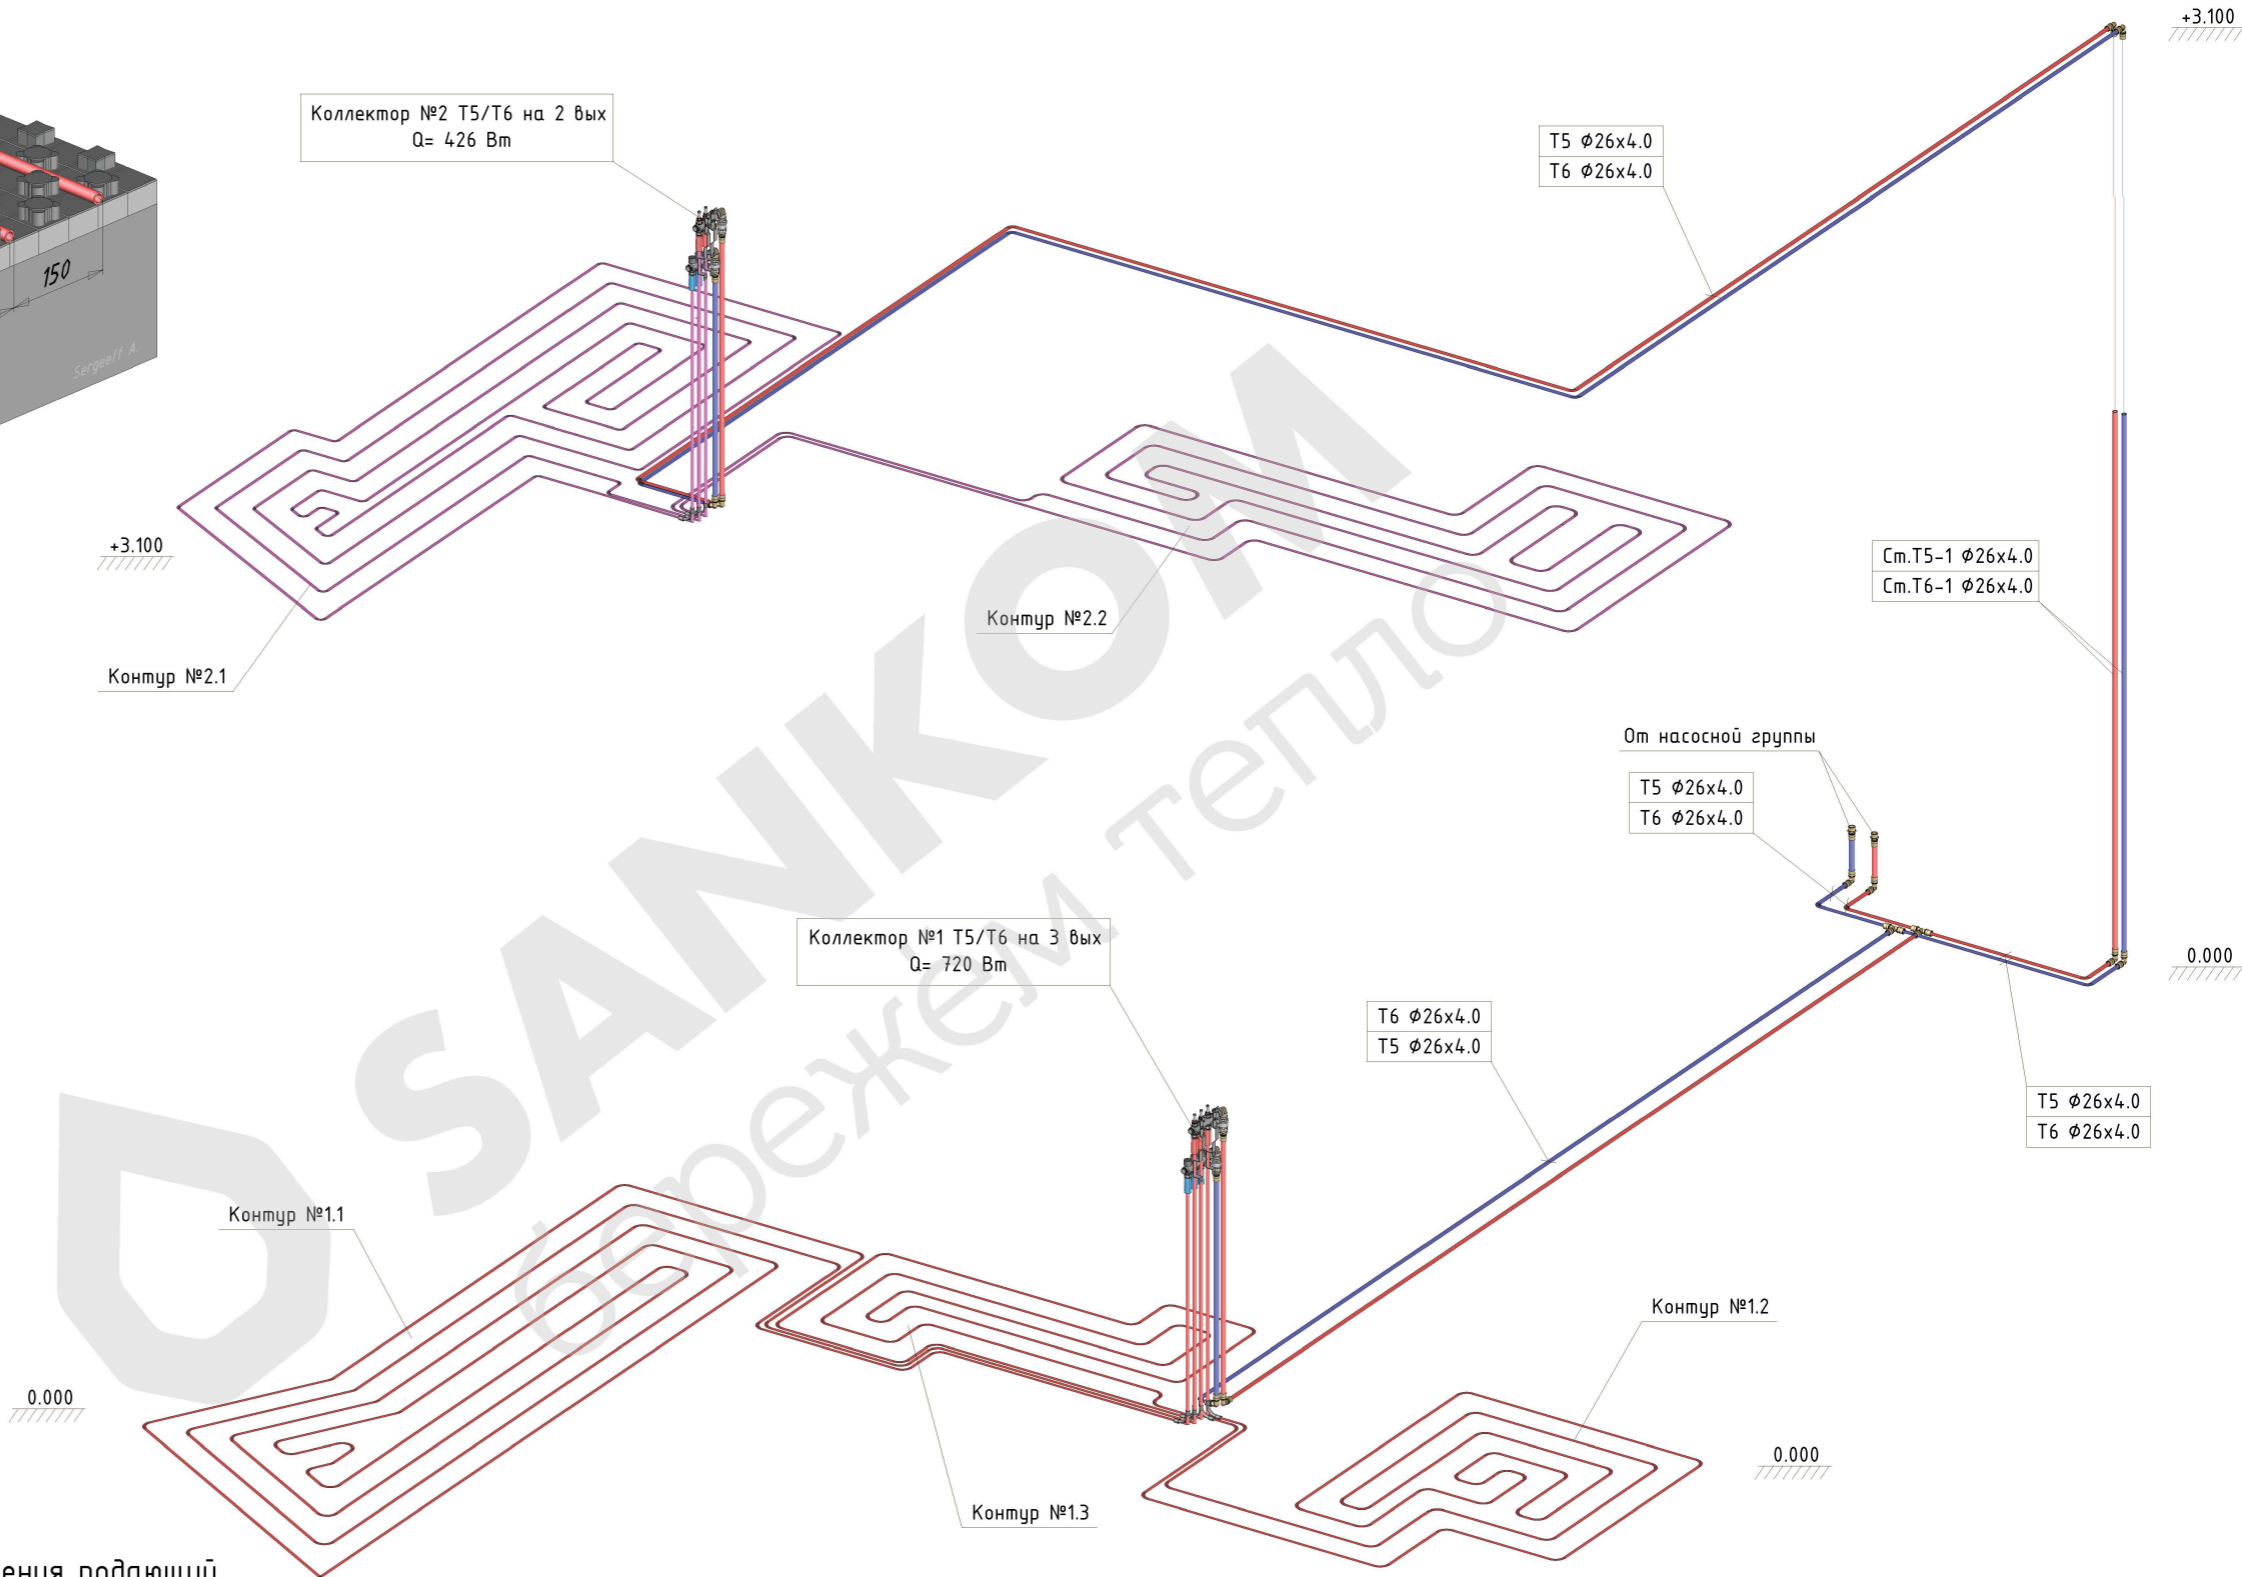 +3.100
Коллектор №2 Т5/Т6 на 2 вых
Q= 426 Вт
Т5 Ф26х4.0
Т6 Ф26х4.0
150
Sergeeff A.
+3.100
Ст.Т5-1 Ф26х4.0
Ст.Т6-1 Ф26х4.0
Контур №2.2
Контур №2.1
От насосной группы
Т5 Ф26х4.0
Т6 Ф26х4.0
SANKOM
бережём тепло
Коллектор №1 Т5/Т6 на 3 вых
Q= 720 Вт
0.000
Т6 Ф26х4.0
Т5 Ф26х4.0
Т5 Ф26х4.0
Т6 Ф26х4.0
Контур №1.1
Контур №1.2
0.000
0.000
Контур №1.3
ения подающий